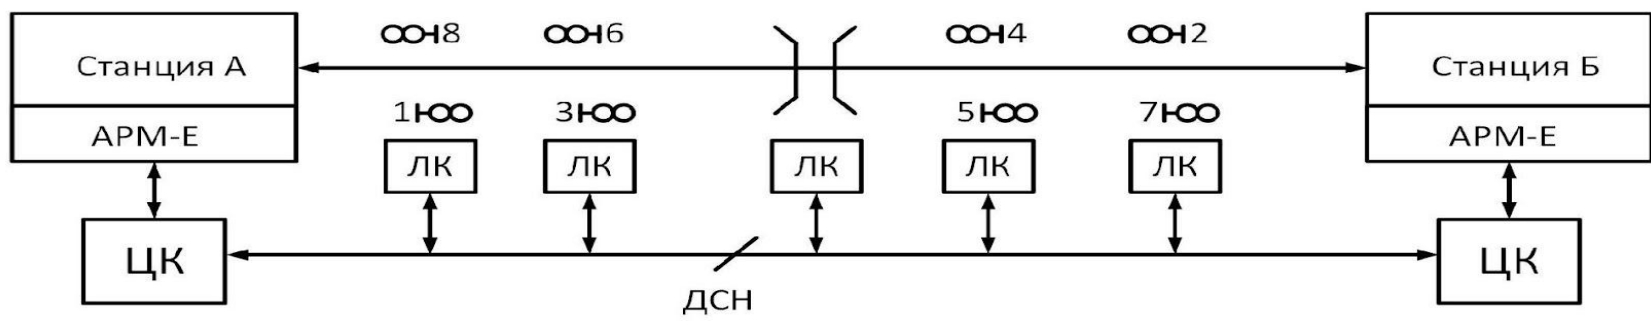 8 6 4 2
Станция А Станция Б
1 3 5 7
АРМ-Е АРМ-Е
ЛК ЛК ЛК ЛК ЛК
ЦК ЦК
ДСН